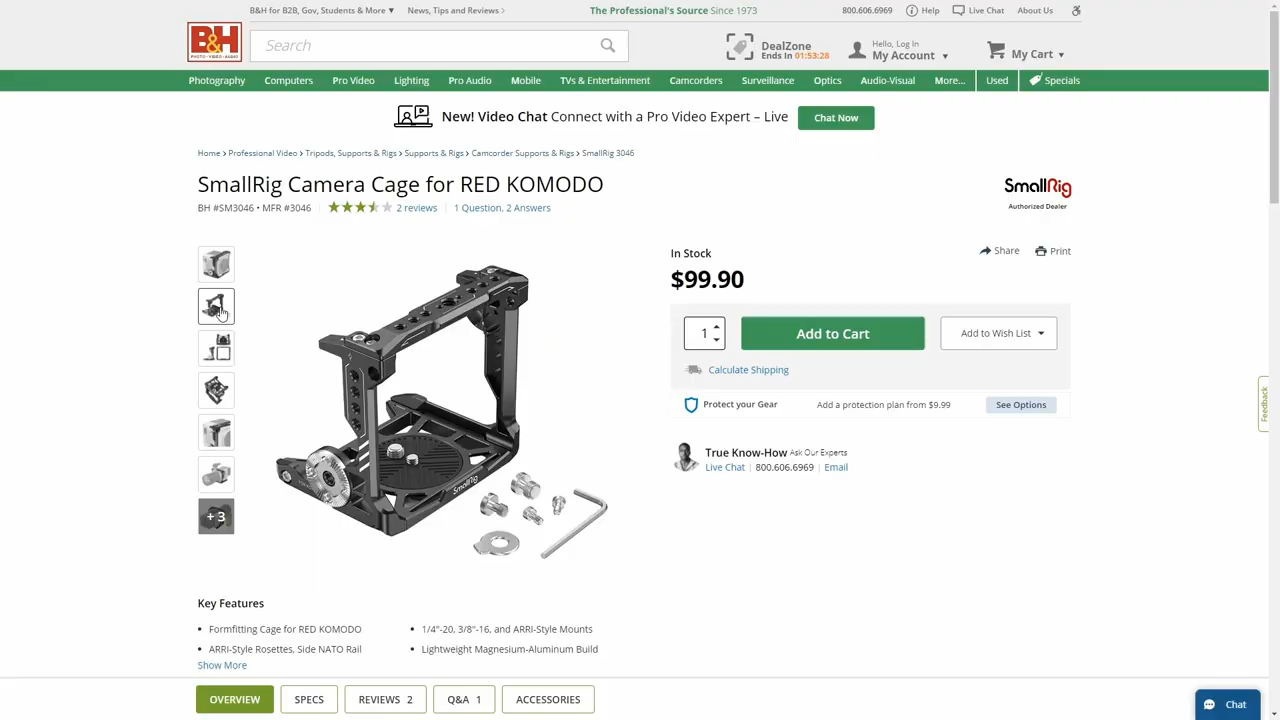 B&H for B2B, Gov, Students & More
News, Tips and Reviews
The Professional's Source Since 1973
800.606.6969
Help
Live Chat
About Us
B&H
PHOTO • VIDEO • AUDIO
Search
DealZone
Ends In 01:53:28
Hello, Log In
My Account
My Cart
Photography
Computers
Pro Video
Lighting
Pro Audio
Mobile
TVs & Entertainment
Camcorders
Surveillance
Optics
Audio-Visual
More...
Used
Specials
New! Video Chat Connect with a Pro Video Expert – Live
Chat Now
Home › Professional Video › Tripods, Supports & Rigs › Supports & Rigs › Camcorder Supports & Rigs › SmallRig 3046
SmallRig Camera Cage for RED KOMODO
BH #SM3046 • MFR #3046
2 reviews
1 Question, 2 Answers
SmallRig
Authorized Dealer
In Stock
Share
Print
$99.90
1
Add to Cart
Add to Wish List
Calculate Shipping
Protect your Gear
Add a protection plan from $9.99
See Options
True Know-How Ask Our Experts
Live Chat | 800.606.6969 | Email
+ 3
SmallRig
Feedback
Key Features
• Formfitting Cage for RED KOMODO
• 1/4"-20, 3/8"-16, and ARRI-Style Mounts
• ARRI-Style Rosettes, Side NATO Rail
• Lightweight Magnesium-Aluminum Build
Show More
OVERVIEW
SPECS
REVIEWS 2
Q&A 1
ACCESSORIES
Chat